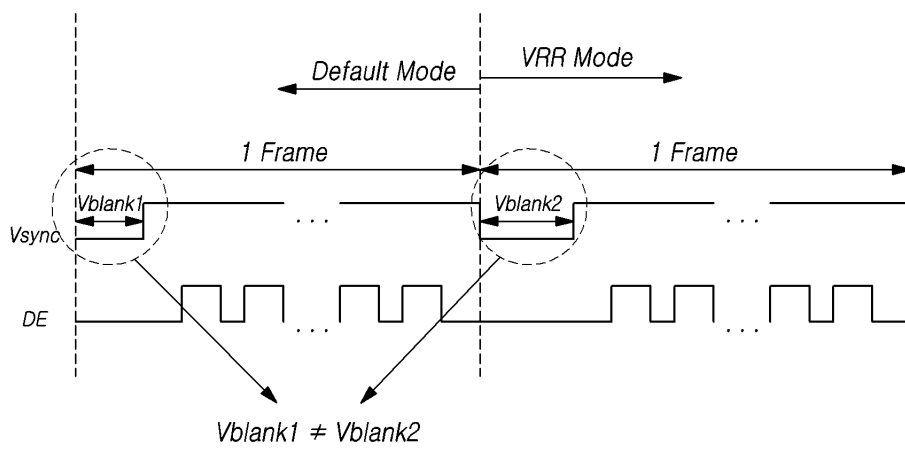 VRR Mode
Default Mode
1 Frame
1 Frame
Vblank1
Vblank2
. . .
. . .
Vsync
DE
. . .
. . .
Vblank1 ≠ Vblank2